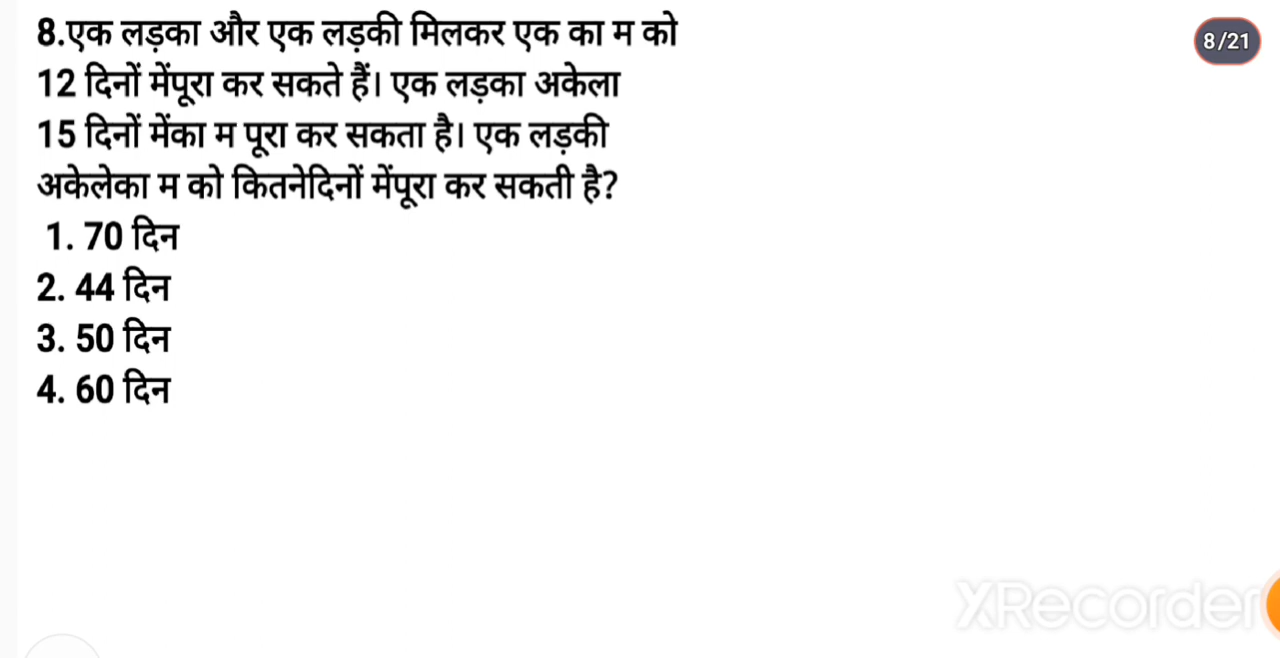 8.एक लड़का और एक लड़की मिलकर एक का म को
8/21
12 दिनों मेंपूरा कर सकते हैं। एक लड़का अकेला
15 दिनों मेंका म पूरा कर सकता है। एक लड़की
अकेलेका म को कितनेदिनों मेंपूरा कर सकती है?
1. 70 दिन
2. 44 दिन
3. 50 दिन
4. 60 दिन
XRecorder